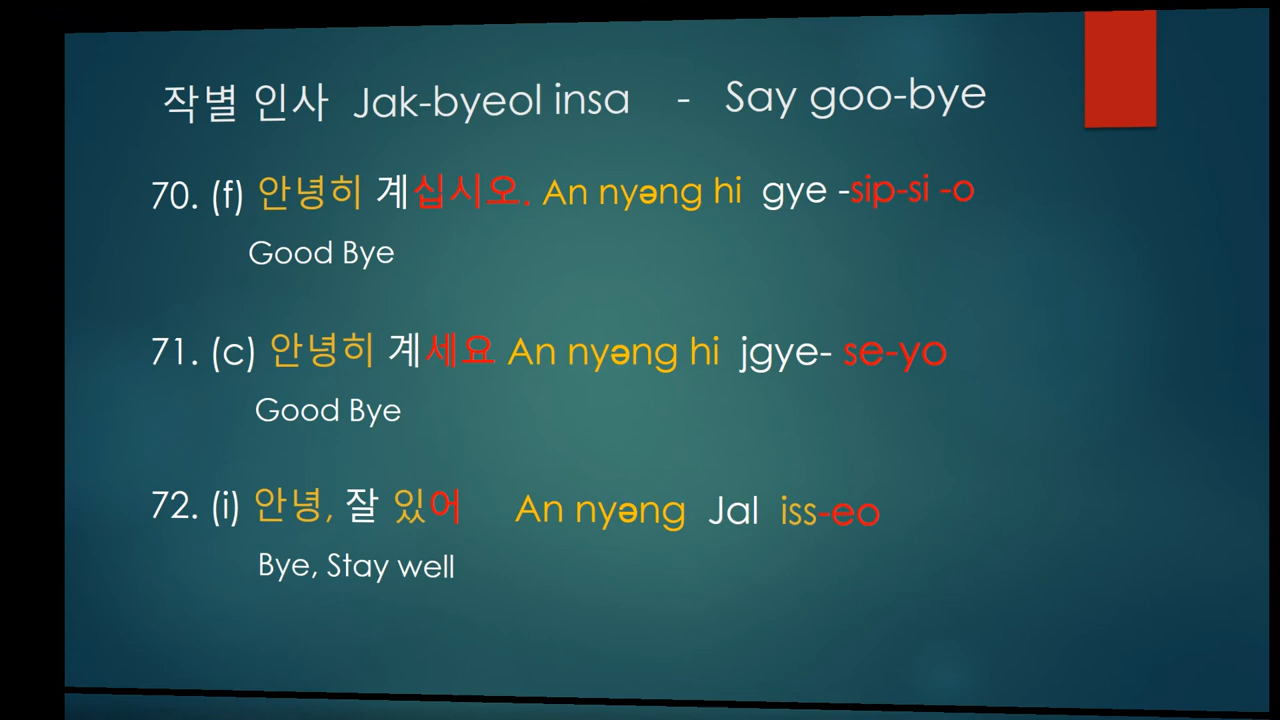 작별 인사 Jak-byeol insa - Say goo-bye
70. (f) 안녕히 계십시오. An nyəng hi gye -sip-si -o
Good Bye
71. (c) 안녕히 계세요 An nyəng hi jgye- se-yo
Good Bye
72. (i) 안녕, 잘 있어 An nyəng Jal iss-eo
Bye, Stay well